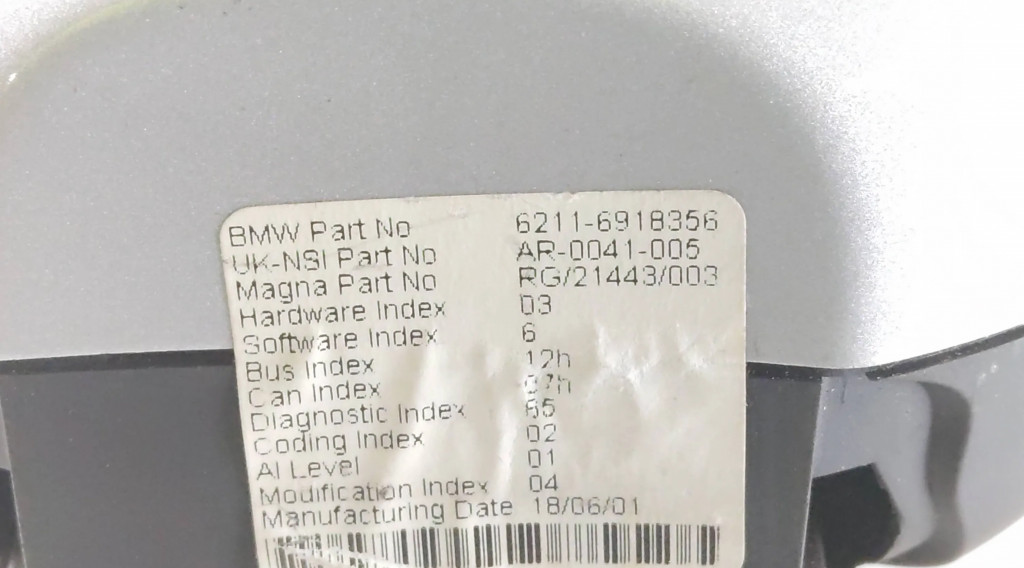 BMW Part No 6211-6918356
UK-NSI Part No AR-0041-005
Magna Part No RG/21443/003
Hardware Index 03
Software Index 6
Bus Index 12h
Can Index 07h
Diagnostic Index
Coding Index 02
AI Level 01
Modification Index 04
Manufacturing Date 18/06/01